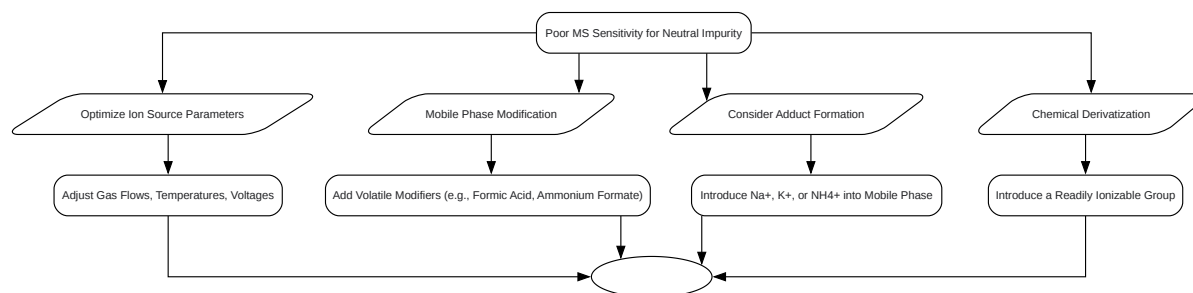 Poor MS Sensitivity for Neutral Impurity
Optimize Ion Source Parameters
Mobile Phase Modification
Consider Adduct Formation
Chemical Derivatization
Adjust Gas Flows, Temperatures, Voltages
Add Volatile Modifiers (e.g., Formic Acid, Ammonium Formate)
Introduce Na+, K+, or NH4+ into Mobile Phase
Introduce a Readily Ionizable Group